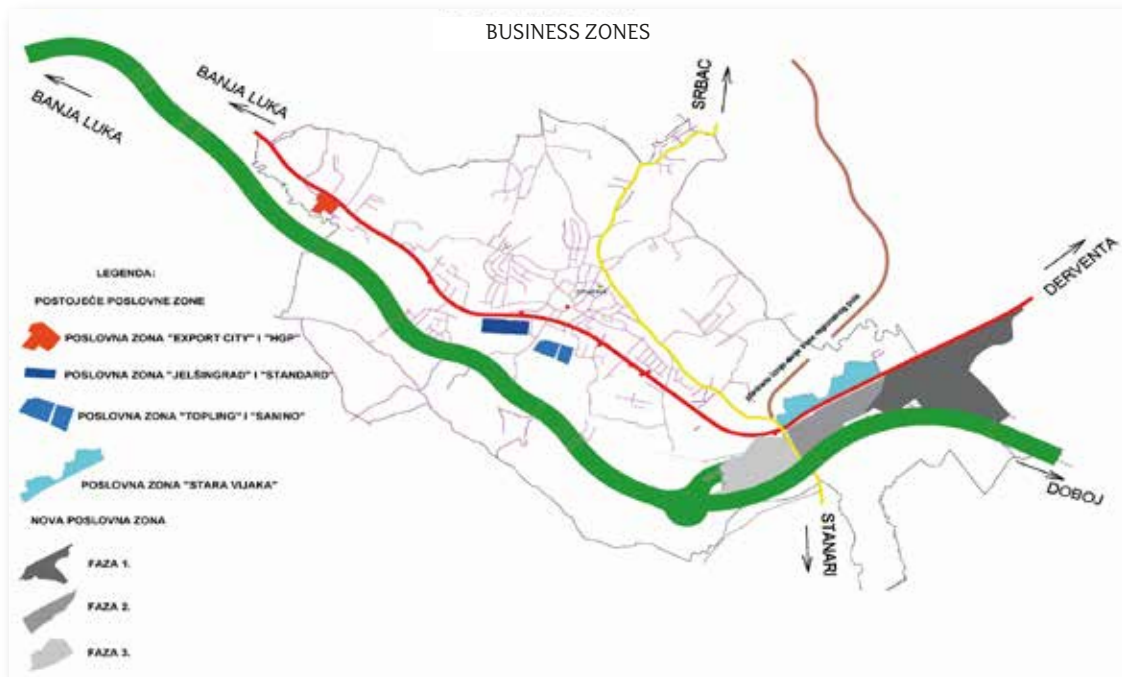 BUSINESS ZONES
BANJA LUKA
BANJA LUKA
SRBAC
DERVENTA
DOBOJ
STANARI
LEGENDA:
POSTOJEĆE POSLOVNE ZONE
POSLOVNA ZONA "EXPORT CITY" I "HGP"
POSLOVNA ZONA "JELŠINGRAD" I "STANDARD"
POSLOVNA ZONA "TOPLING" I "SANINO"
POSLOVNA ZONA "STARA VIJAKA"
NOVA POSLOVNA ZONA
FAZA 1.
FAZA 2.
FAZA 3.